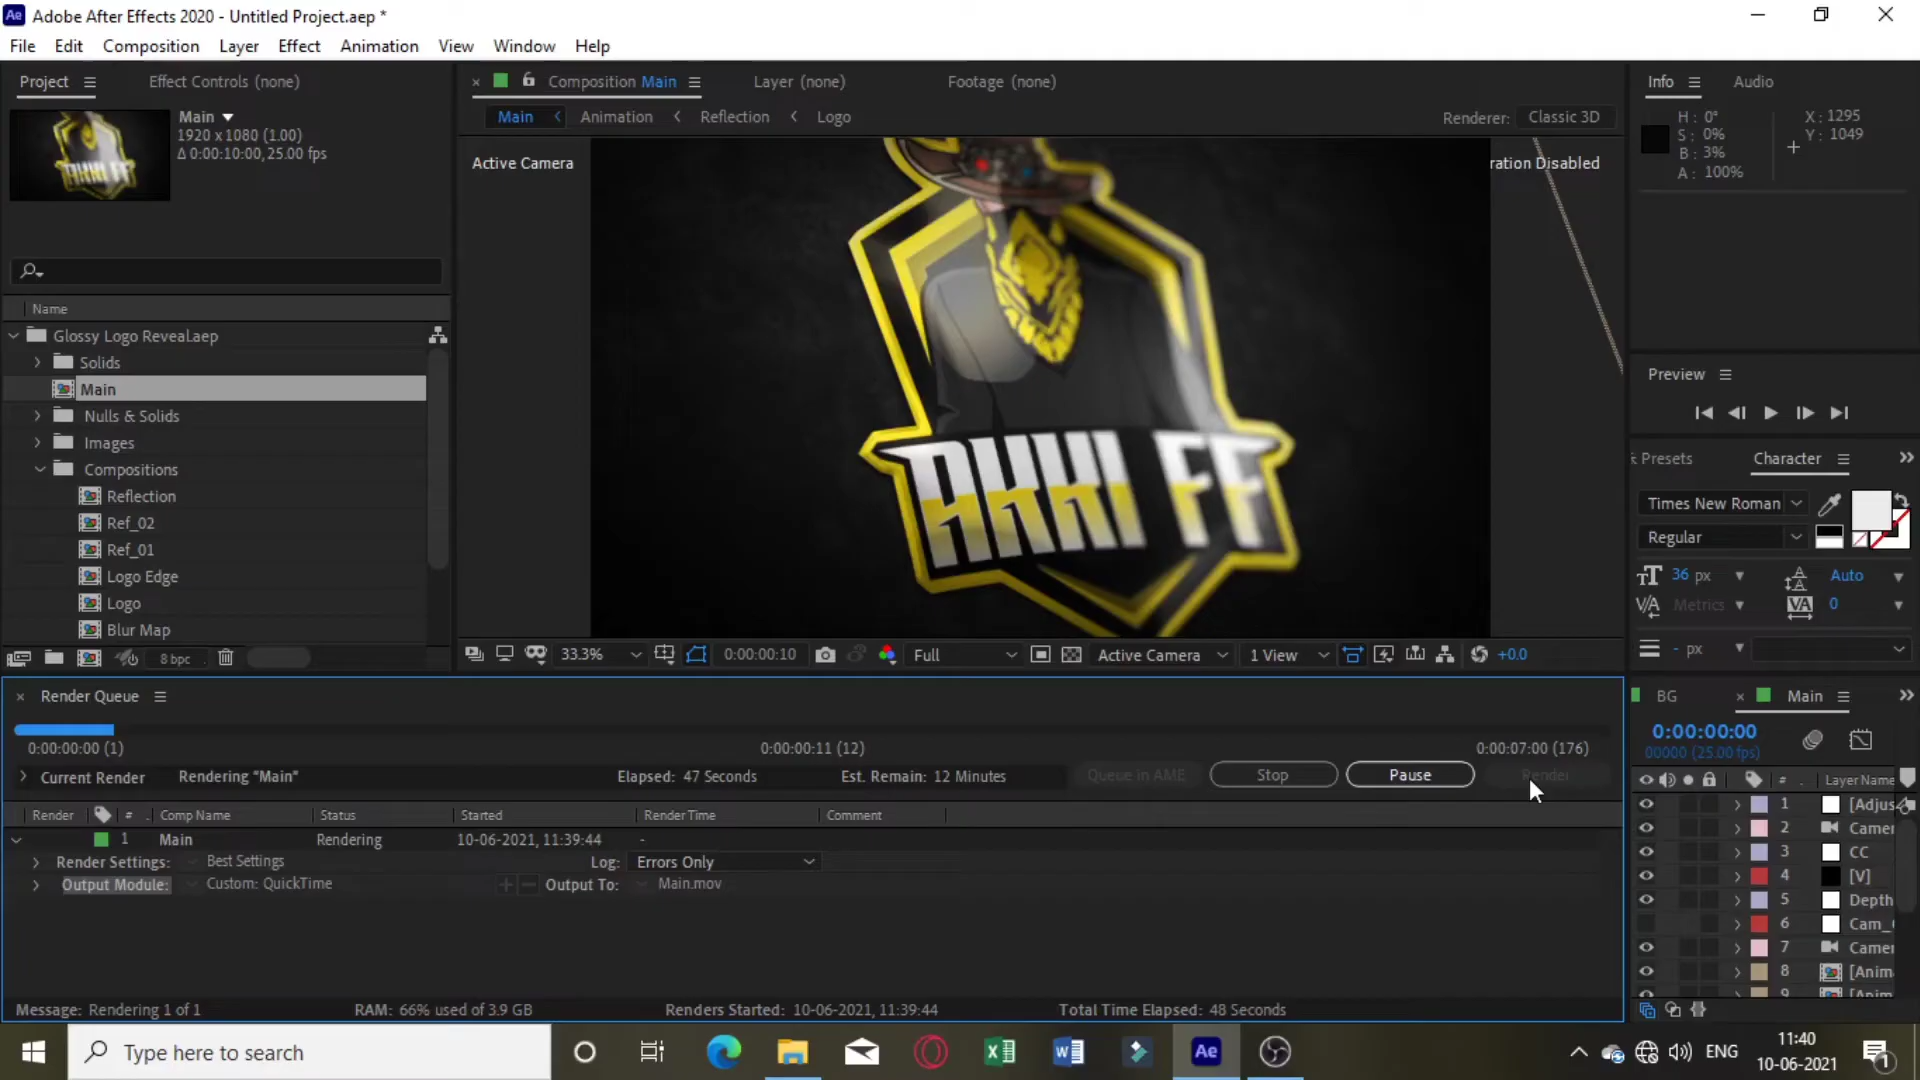 Adobe After Effects 2020 - Untitled Project.aep *
File Edit Composition Layer Effect Animation View Window Help
Project Effect Controls (none)
Main
1920 x 1080 (1.00)
Δ 0:00:10:00, 25.00 fps
Name
Glossy Logo Reveal.aep
Solids
Main
Nulls & Solids
Images
Compositions
Reflection
Ref_02
Ref_01
Logo Edge
Logo
Blur Map
8 bpc
Composition Main Layer (none) Footage (none)
Main Animation Reflection Logo
Renderer: Classic 3D
Active Camera
ration Disabled
AKKI FF
33.3% 0:00:00:10 Full Active Camera 1 View +0.0
Info Audio
H: 0°
S: 0%
B: 3%
A: 100%
X: 1295
Y: 1049
Preview
Presets Character
Times New Roman
Regular
36 px Auto
Metrics 0
- px
Render Queue
0:00:00:00 (1) 0:00:00:11 (12) 0:00:07:00 (176)
Current Render Rendering "Main" Elapsed: 47 Seconds Est. Remain: 12 Minutes Queue in AME Stop Pause Render
Render # Comp Name Status Started Render Time Comment
1 Main Rendering 10-06-2021, 11:39:44 -
Render Settings: Best Settings Log: Errors Only
Output Module: Custom: QuickTime Output To: Main.mov
Message: Rendering 1 of 1 RAM: 66% used of 3.9 GB Renders Started: 10-06-2021, 11:39:44 Total Time Elapsed: 48 Seconds
BG Main
0:00:00:00
00000 (25.00 fps)
# Layer Name
1 [Adjus
2 Camer
3 CC
4 [V]
5 Depth
6 Cam_
7 Camer
8 [Anim
9 [Anim
Type here to search
ENG
11:40
10-06-2021
1